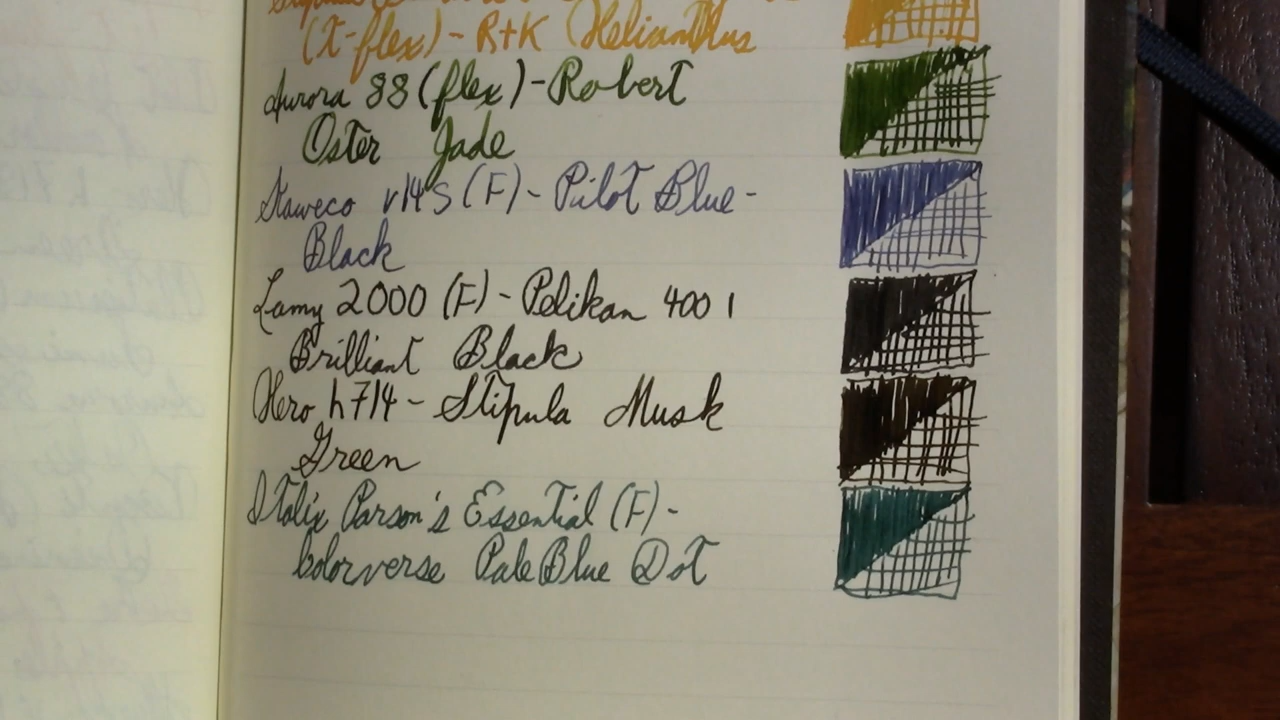 (T-flex) - R+K (Helianthus
Aurora 88 (flex) - Robert
Oster Jade
Kaweco v14s (F) - Pilot Blue-
Black
Lamy 2000 (F) - Pelikan 4001
Brilliant Black
Hero h714 - Stipula Musk
Green
Italix Parson's Essential (F) -
Colorverse Pale Blue Dot